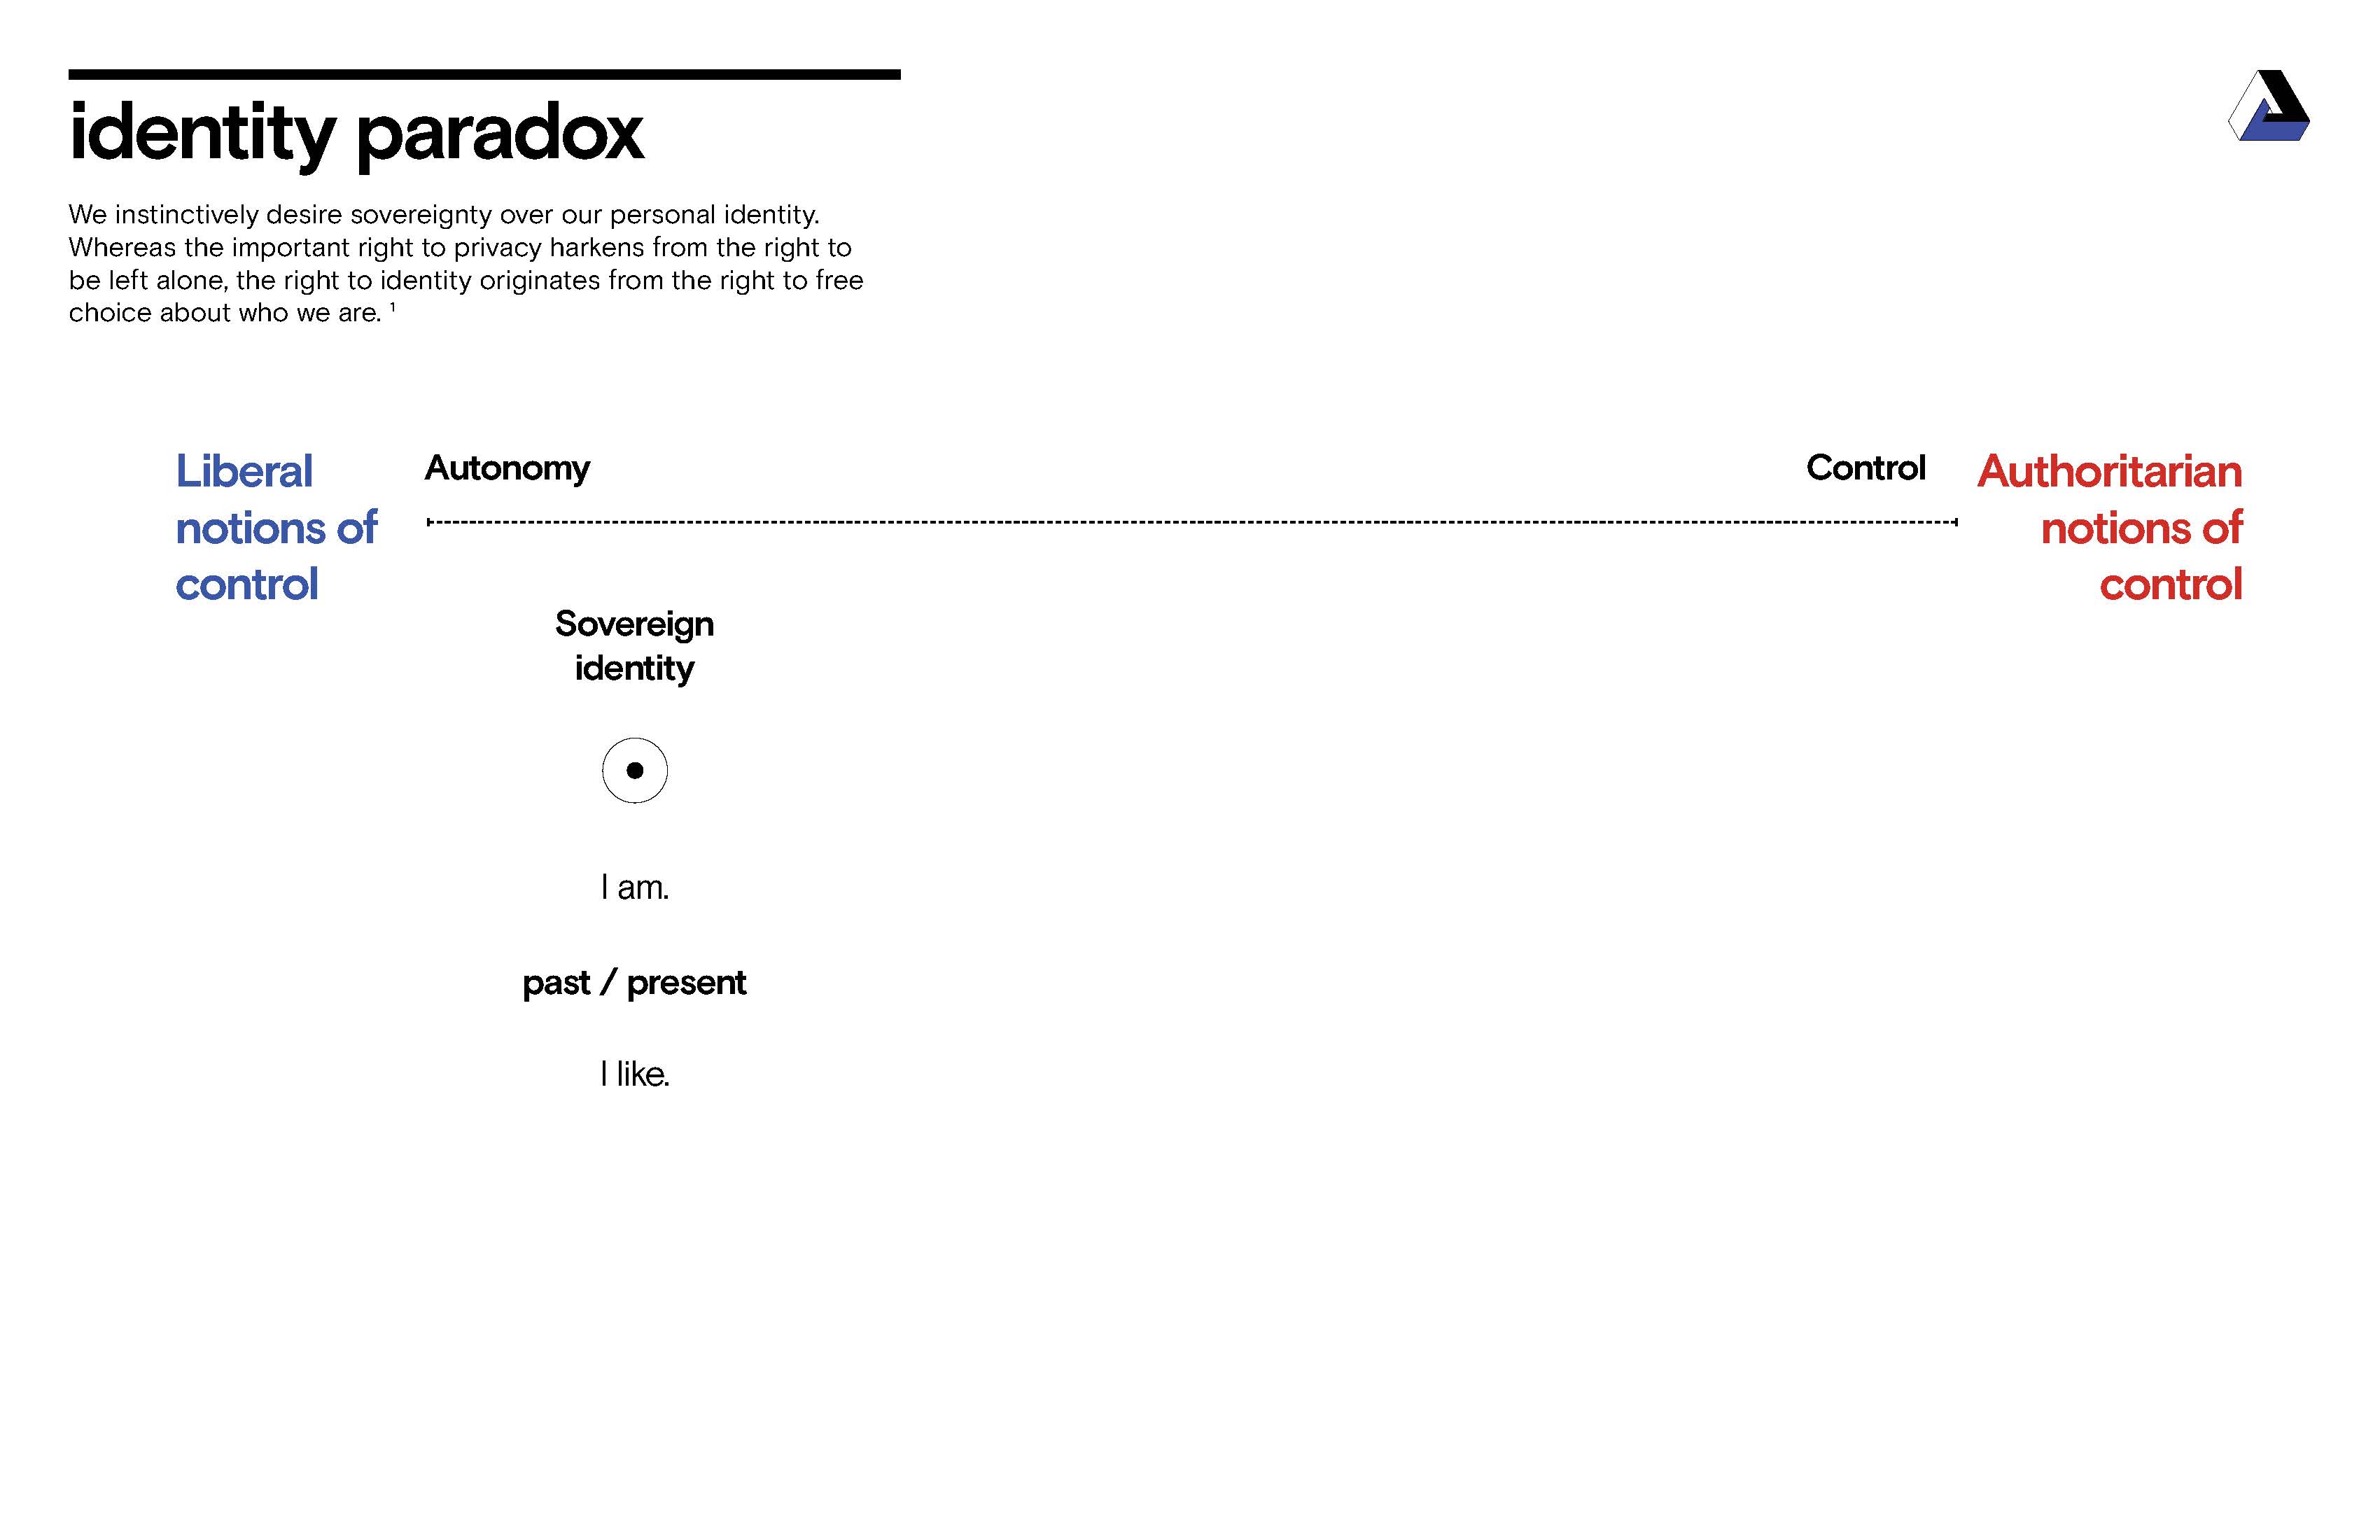 identity paradox
We instinctively desire sovereignty over our personal identity.
Whereas the important right to privacy harkens from the right to
be left alone, the right to identity originates from the right to free
choice about who we are. ¹
Liberal
notions of
control
Autonomy
Control
Authoritarian
notions of
control
Sovereign
identity
I am.
past / present
I like.